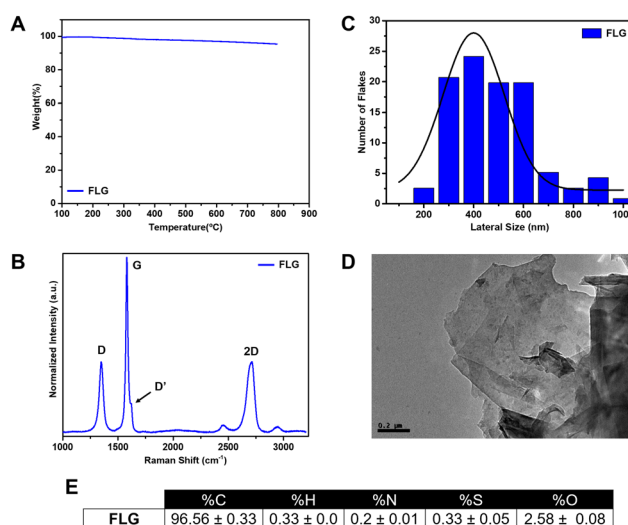 A
100
80
60
40
20
0
Weight(%)
FLG
100 200 300 400 500 600 700 800 900
Temperature(ºC)
C
30
25
20
15
10
5
0
Number of Flakes
FLG
200 400 600 800 1000
Lateral Size (nm)
B
Normalized Intensity (a.u.)
FLG
G
D
D'
2D
1000 1500 2000 2500 3000
Raman Shift (cm⁻¹)
D
0.2 µm
E
%C %H %N %S %O
FLG 96.56 ± 0.33 0.33 ± 0.0 0.2 ± 0.01 0.33 ± 0.05 2.58 ± 0.08